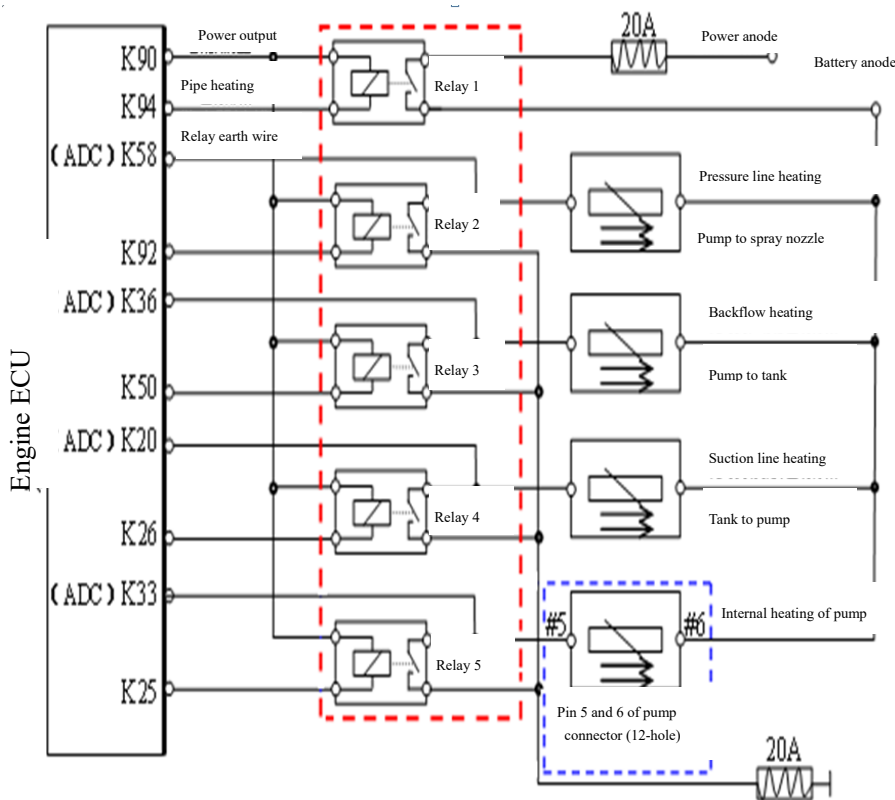 20A
Power output
K90
Power anode
Battery anode
Pipe heating
Relay 1
K94
Relay earth wire
(ADC) K58
Pressure line heating
Relay 2
Pump to spray nozzle
K92
ADC) K36
Backflow heating
Relay 3
Pump to tank
Engine ECU
K50
ADC) K20
Suction line heating
Relay 4
Tank to pump
K26
(ADC) K33
Internal heating of pump
#5
#6
Relay 5
K25
Pin 5 and 6 of pump
connector (12-hole)
20A